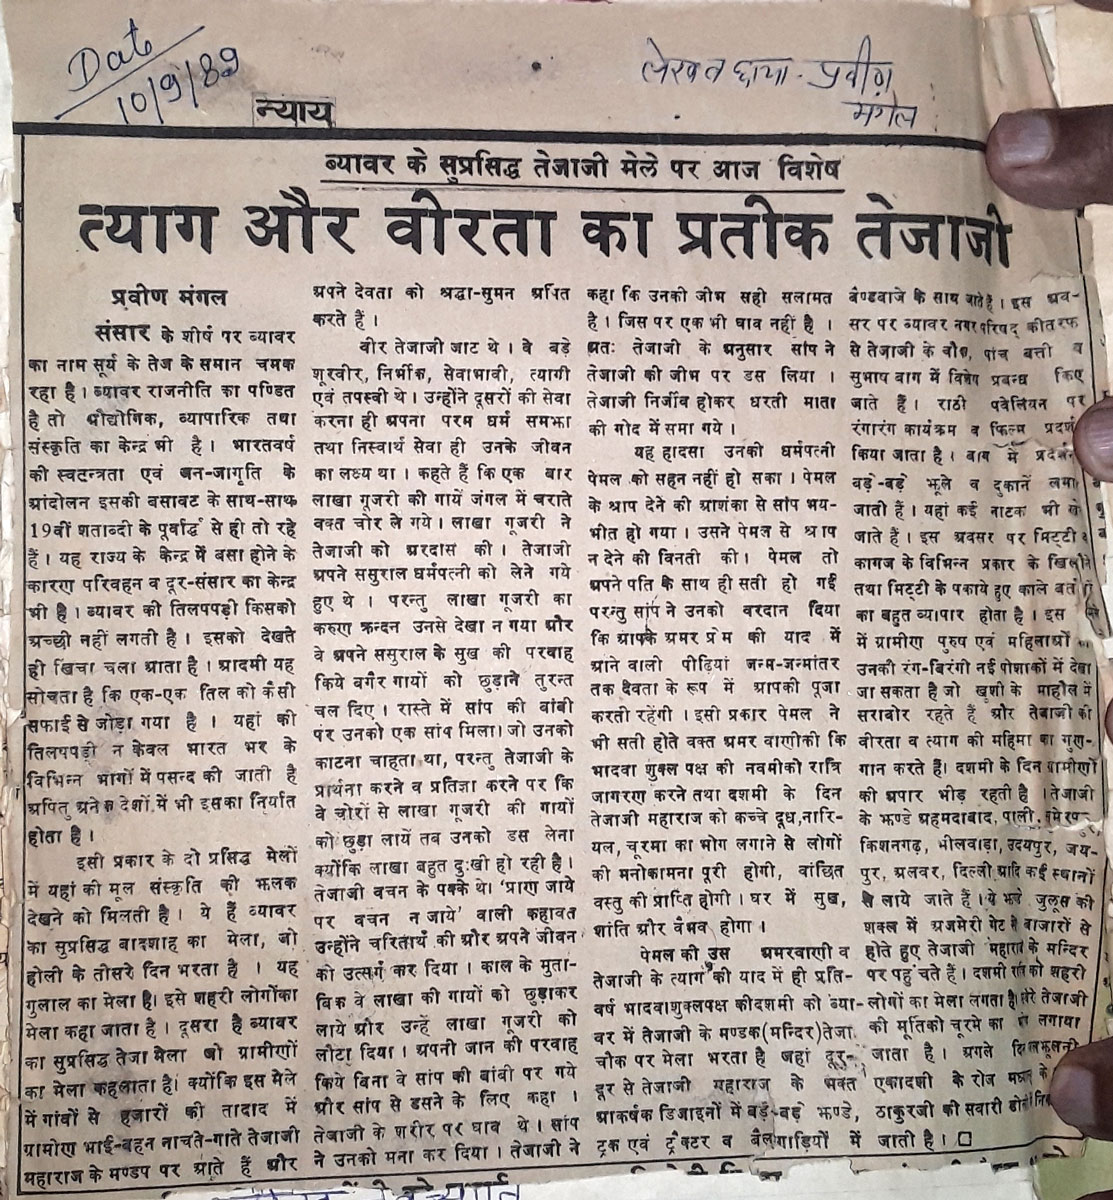 Date
10/9/89
लेख व छाया - प्रवीण
मंगल
न्याय
ब्यावर के सुप्रसिद्ध तेजाजी मेले पर आज विशेष
त्याग और वीरता का प्रतीक तेजाजी
प्रवीण मंगल
संसार के शीर्ष पर ब्यावर
का नाम सूर्य के तेज के समान चमक
रहा है । ब्यावर राजनीति का पण्डित
है तो औद्योगिक, व्यापारिक तथा
संस्कृति का केन्द्र भी है । भारतवर्ष
की स्वतन्त्रता एवं जन-जागृति के
आंदोलन इसकी बसावट के साथ-साथ
19वीं शताब्दी के पूर्वार्द्ध से ही तो रहे
हैं । यह राज्य के केन्द्र में बसा होने के
कारण परिवहन व दूर-संसार का केन्द्र
भी है । ब्यावर की तिलपपड़ी किसको
अच्छी नहीं लगती है । इसको देखते
ही खिचा चला आता है । आदमी यह
सोचता है कि एक-एक तिल को कैसी
सफाई से जोड़ा गया है । यहां की
तिलपपड़ी न केवल भारत भर के
विभिन्न भागों में पसन्द की जाती है
अपितु अनेक देशों में भी इसका निर्यात
होता है ।
इसी प्रकार के दो प्रसिद्ध मेलों
में यहां की मूल संस्कृति की झलक
देखने को मिलती है । ये हैं ब्यावर
का सुप्रसिद्ध बादशाह का मेला, जो
होली के तीसरे दिन भरता है । यह
गुलाल का मेला है। इसे शहरी लोगोंका
मेला कहा जाता है । दूसरा है ब्यावर
का सुप्रसिद्ध तेजा मेला जो ग्रामीणों
का मेला कहलाता है। क्योंकि इस मेले
में गांवों से हजारों की तादाद में
ग्रामीण भाई-बहन नाचते-गाते तेजाजी
महाराज के मण्डप पर आते हैं और
अपने देवता को श्रद्धा-सुमन अर्पित
करते हैं ।
वीर तेजाजी जाट थे । वे बड़े
शूरवीर, निर्भीक, सेवाभावी, त्यागी
एवं तपस्वी थे । उन्होंने दूसरों की सेवा
करना ही अपना परम धर्म समझा
तथा निस्वार्थ सेवा ही उनके जीवन
का लक्ष्य था । कहते हैं कि एक बार
लाखा गूजरी की गायें जंगल में चराते
वक्त चोर ले गये । लाखा गूजरी ने
तेजाजी को अरदास की । तेजाजी
अपने ससुराल धर्मपत्नी को लेने गये
हुए थे । परन्तु लाखा गूजरी का
करुण क्रन्दन उनसे देखा न गया और
वे अपने ससुराल के सुख की परवाह
किये बगैर गायों को छुड़ाने तुरन्त
चल दिए । रास्ते में सांप की बांबी
पर उनको एक सांप मिला। जो उनको
काटना चाहता था, परन्तु तेजाजी के
प्रार्थना करने व प्रतिज्ञा करने पर कि
वे चोरों से लाखा गूजरी की गायों
को छुड़ा लायें तब उनको डस लेना
क्योंकि लाखा बहुत दुःखी हो रही है ।
तेजाजी वचन के पक्के थे। 'प्राण जाये
पर वचन न जाये' वाली कहावत
उन्होंने चरितार्थ की और अपने जीवन
को उत्सर्ग कर दिया । काल के मुता-
बिक वे लाखा की गायों को छुड़ाकर
लाये और उन्हें लाखा गूजरी को
लौटा दिया । अपनी जान की परवाह
किये बिना वे सांप की बांबी पर गये
और सांप से डसने के लिए कहा ।
तेजाजी के शरीर पर घाव थे । सांप
ने उनको मना कर दिया । तेजाजी ने
कहा कि उनकी जीभ सही सलामत
है । जिस पर एक भी घाव नहीं है ।
अतः तेजाजी के अनुसार सांप ने
तेजाजी की जीभ पर डस लिया ।
तेजाजी निर्जीव होकर धरती माता
की गोद में समा गये ।
यह हादसा उनकी धर्मपत्नी
पेमल को सहन नहीं हो सका । पेमल
के श्राप देने की आशंका से सांप भय-
भीत हो गया । उसने पेमल से श्राप
न देने की विनती की । पेमल तो
अपने पति के साथ ही सती हो गई
परन्तु सांप ने उनको वरदान दिया
कि आपके अमर प्रेम की याद में
आने वाली पीढ़ियां जन्म-जन्मांतर
तक देवता के रूप में आपकी पूजा
करती रहेंगी । इसी प्रकार पेमल ने
भी सती होते वक्त अमर वाणीकी कि
भादवा शुक्ल पक्ष की नवमीको रात्रि
जागरण करने तथा दशमी के दिन
तेजाजी महाराज को कच्चे दूध,नारि-
यल, चूरमा का भोग लगाने से लोगों
की मनोकामना पूरी होगी, वांछित
वस्तु की प्राप्ति होगी । घर में सुख,
शांति और वैभव होगा ।
पेमल की उस अमरवाणी व
तेजाजी के त्याग की याद में ही प्रति-
वर्ष भादवाशुक्लपक्ष कीदशमी को ब्या-
वर में तेजाजी के मण्डक(मन्दिर)तेजा
चौक पर मेला भरता है जहां दूर-
दूर से तेजाजी महाराज के भक्त
आकर्षक डिजाइनों में बड़े-बड़े झण्डे,
ट्रक एवं ट्रैक्टर व बैलगाड़ियों में
बैण्डबाजे के साथ जाते हैं । इस अव-
सर पर ब्यावर नगर परिषद् की तरफ
से तेजाजी के चौक, पांच बत्ती व
सुभाष बाग में विशेष प्रबन्ध किए
जाते हैं । राठी पवेलियन पर
रंगारंग कार्यक्रम व फिल्म प्रदर्शन
किया जाता है । बाग में प्रदर्शन
बड़े-बड़े झूले व दुकानें लगाई
जाती हैं । यहां कई नाटक भी
जाते हैं । इस अवसर पर मिट्टी व
कागज के विभिन्न प्रकार के खिलौने
तथा मिट्टी के पकाये हुए काले बर्तनों
का बहुत व्यापार होता है । इस
में ग्रामीण पुरुष एवं महिलाओं का
उनकी रंग-बिरंगी नई पोशाकों में देखा
जा सकता है जो खुशी के माहौल में
सराबोर रहते हैं और तेजाजी की
वीरता व त्याग की महिमा का गुण-
गान करते हैं। दशमी के दिन ग्रामीणों
की अपार भीड़ रहती है । तेजाजी
के झण्डे अहमदाबाद, पाली, सुमेरपुर,
किशनगढ़, भीलवाड़ा, उदयपुर, जय-
पुर, अलवर, दिल्ली आदि कई स्थानों
से लाये जाते हैं । ये झण्डे जुलूस की
शक्ल में अजमेरी गेट से बाजारों से
होते हुए तेजाजी महाराज के मन्दिर
पर पहुंचते हैं । दशमी रात को शहरी
लोगों का मेला लगता है। तेजाजी
की मूर्तिको चूरमे का भोग लगाया
जाता है । अगले दिन जलझूलनी
एकादशी के रोज भगवान के
ठाकुरजी की सवारी
जाती है । □